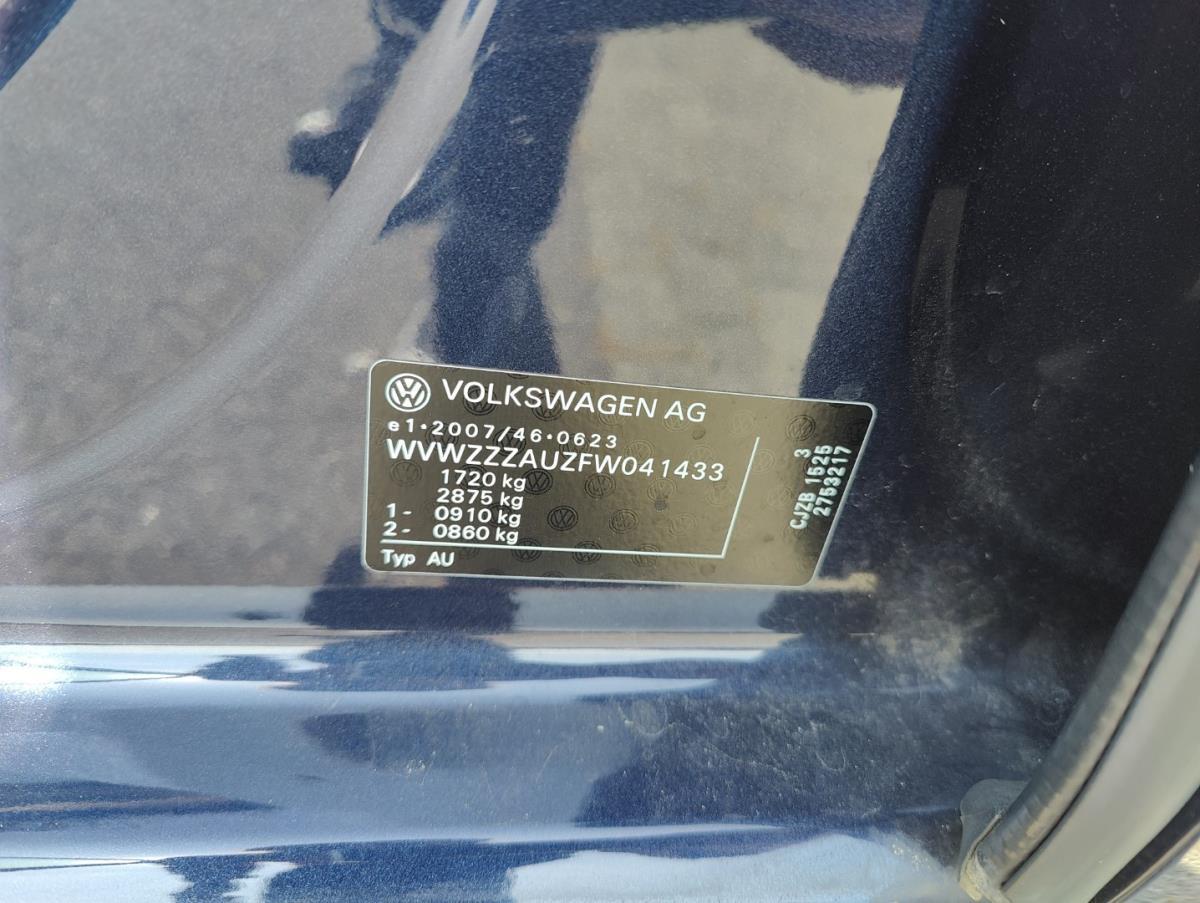 VOLKSWAGEN AG
e1•2007/46•0623
WVWZZZAUZFW041433
1720 kg
2875 kg
1- 0910 kg
2- 0860 kg
Typ AU
3
CJZB 1525
2753217